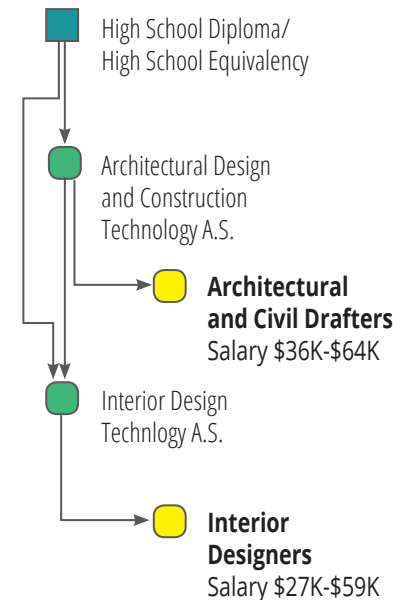 High School Diploma/
High School Equivalency
Architectural Design
and Construction
Technology A.S.
Architectural
and Civil Drafters
Salary $36K-$64K
Interior Design
Technlogy A.S.
Interior
Designers
Salary $27K-$59K